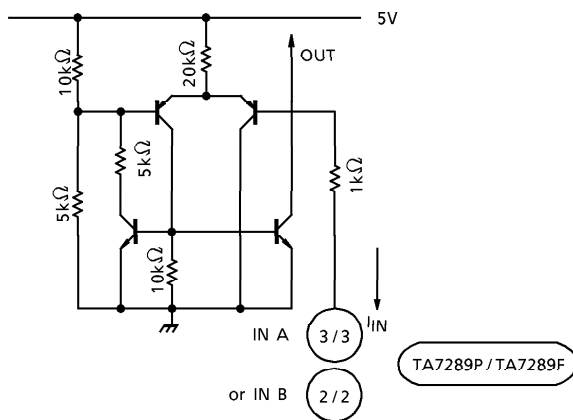 5V
OUT
10kΩ
20kΩ
5kΩ
5kΩ
1kΩ
10kΩ
IIN
IN A
3/3
TA7289P/TA7289F
or IN B
2/2